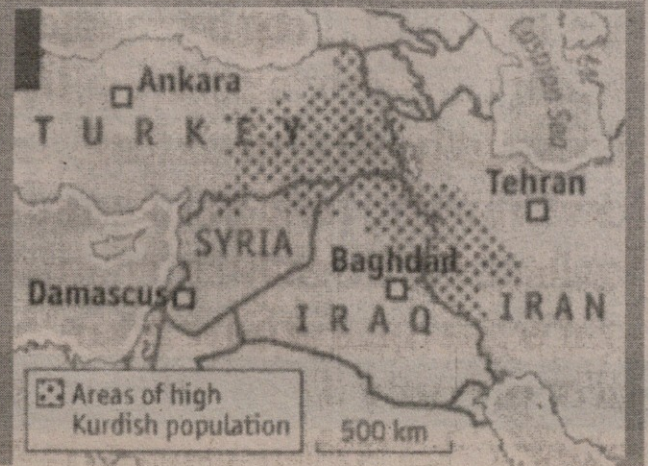 Caspian Sea
Ankara
TURKEY
Tehran
SYRIA
Baghdad
Damascus
IRAQ
IRAN
Areas of high
Kurdish population
500 km